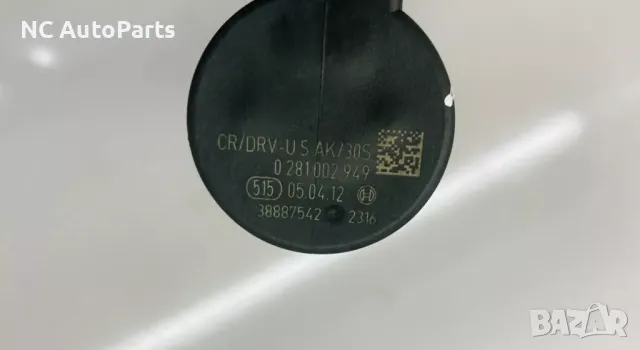 NC AutoParts
CR/DRV-U S AK/30S
0 281 002 949
515 05.04.12
38887542 2316
BAZAR